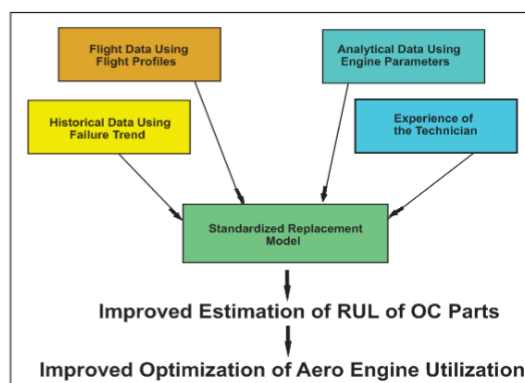 Flight Data Using
Flight Profiles
Analytical Data Using
Engine Parameters
Historical Data Using
Failure Trend
Experience of
the Technician
Standardized Replacement
Model
Improved Estimation of RUL of OC Parts
Improved Optimization of Aero Engine Utilization